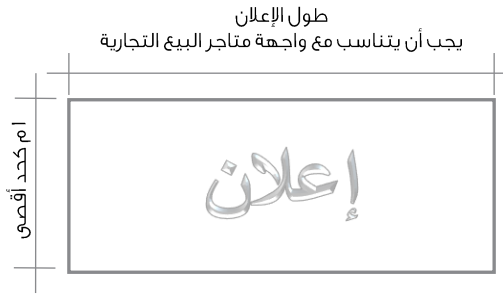 طول الإعلان
يجب أن يتناسب مع واجهة متاجر البيع التجارية
١ م كحد أقصى
إعلان